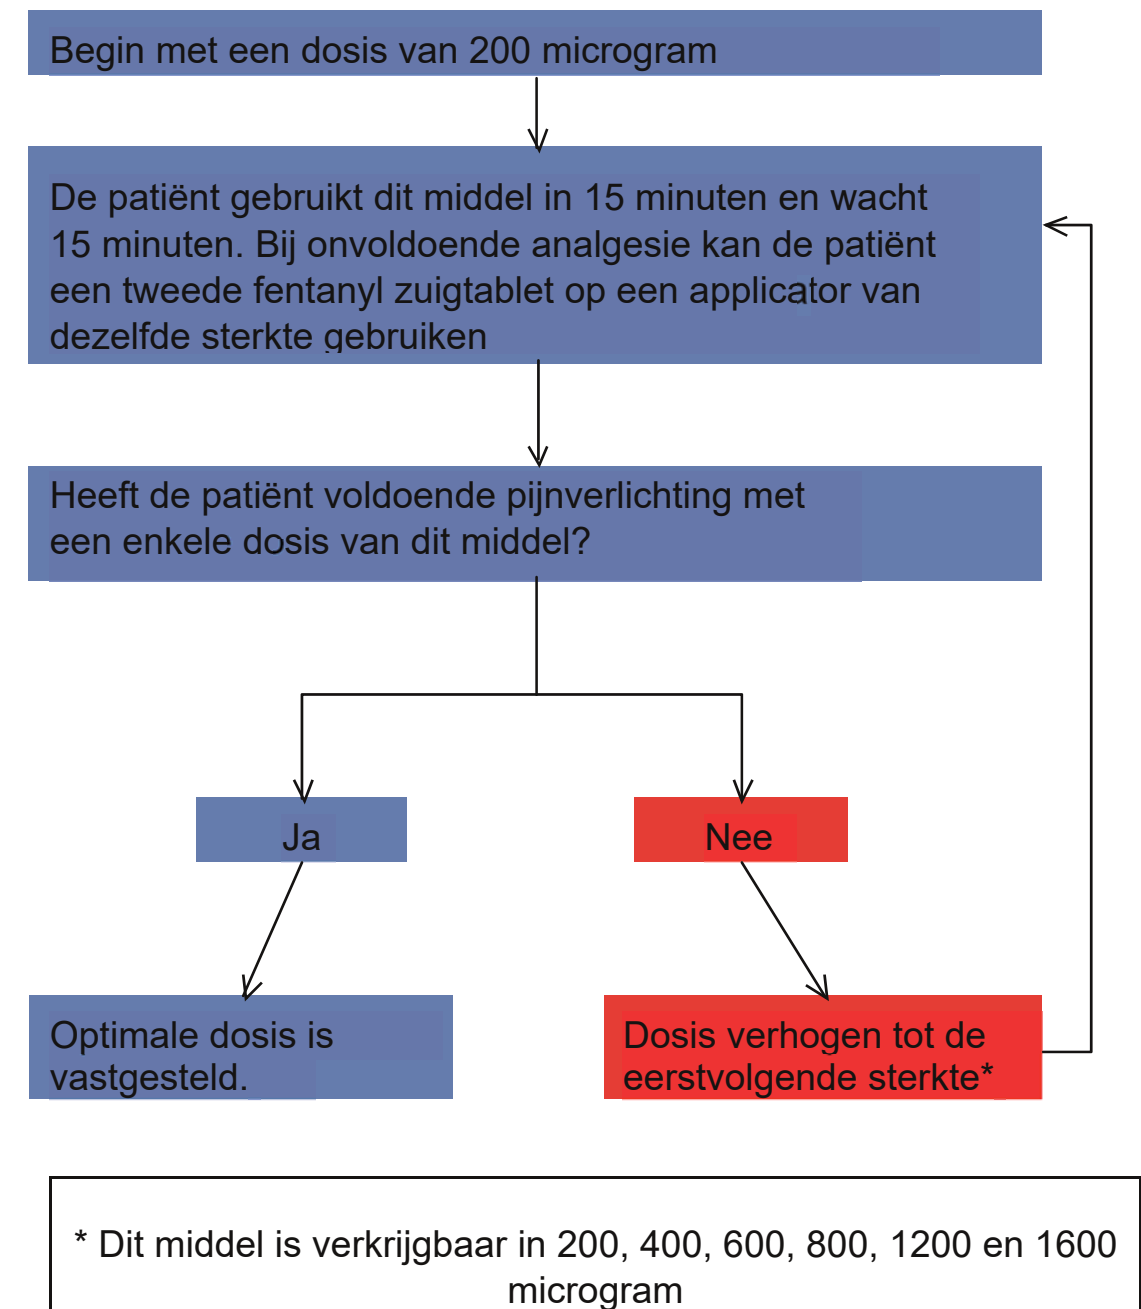 Begin met een dosis van 200 microgram
De patiënt gebruikt dit middel in 15 minuten en wacht
15 minuten. Bij onvoldoende analgesie kan de patiënt
een tweede fentanyl zuigtablet op een applicator van
dezelfde sterkte gebruiken
Heeft de patiënt voldoende pijnverlichting met
een enkele dosis van dit middel?
Ja
Nee
Optimale dosis is
vastgesteld.
Dosis verhogen tot de
eerstvolgende sterkte*
* Dit middel is verkrijgbaar in 200, 400, 600, 800, 1200 en 1600
microgram